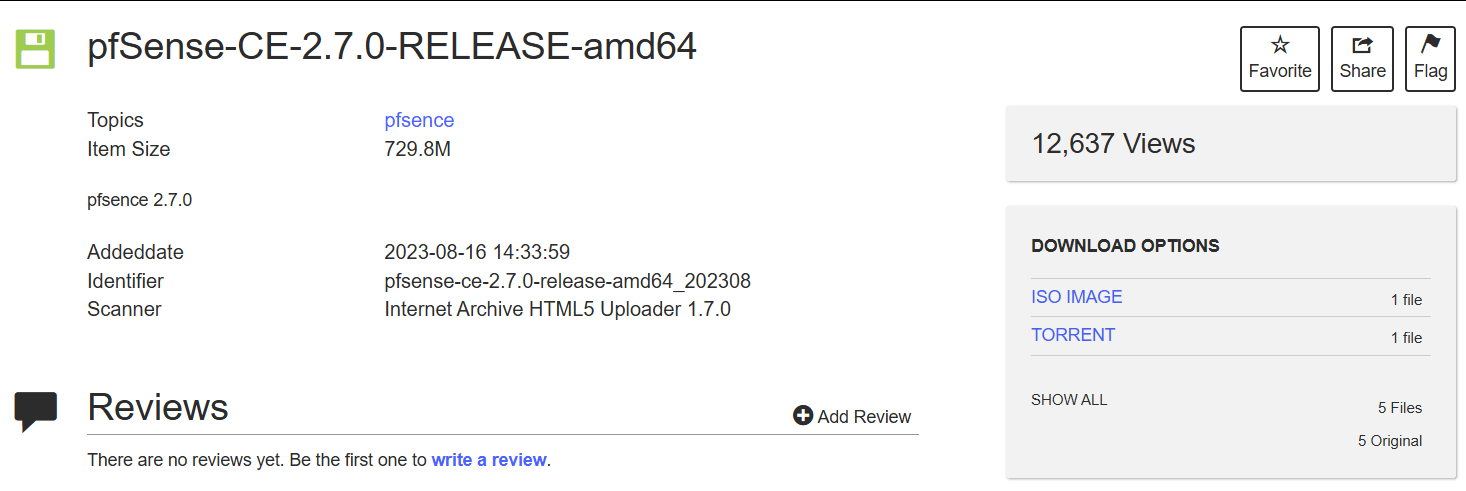 pfSense-CE-2.7.0-RELEASE-amd64
Favorite
Share
Flag
Topics pfsence
Item Size 729.8M
pfsence 2.7.0
Addeddate 2023-08-16 14:33:59
Identifier pfsense-ce-2.7.0-release-amd64_202308
Scanner Internet Archive HTML5 Uploader 1.7.0
Reviews
Add Review
There are no reviews yet. Be the first one to write a review.
12,637 Views
DOWNLOAD OPTIONS
ISO IMAGE 1 file
TORRENT 1 file
SHOW ALL 5 Files
5 Original